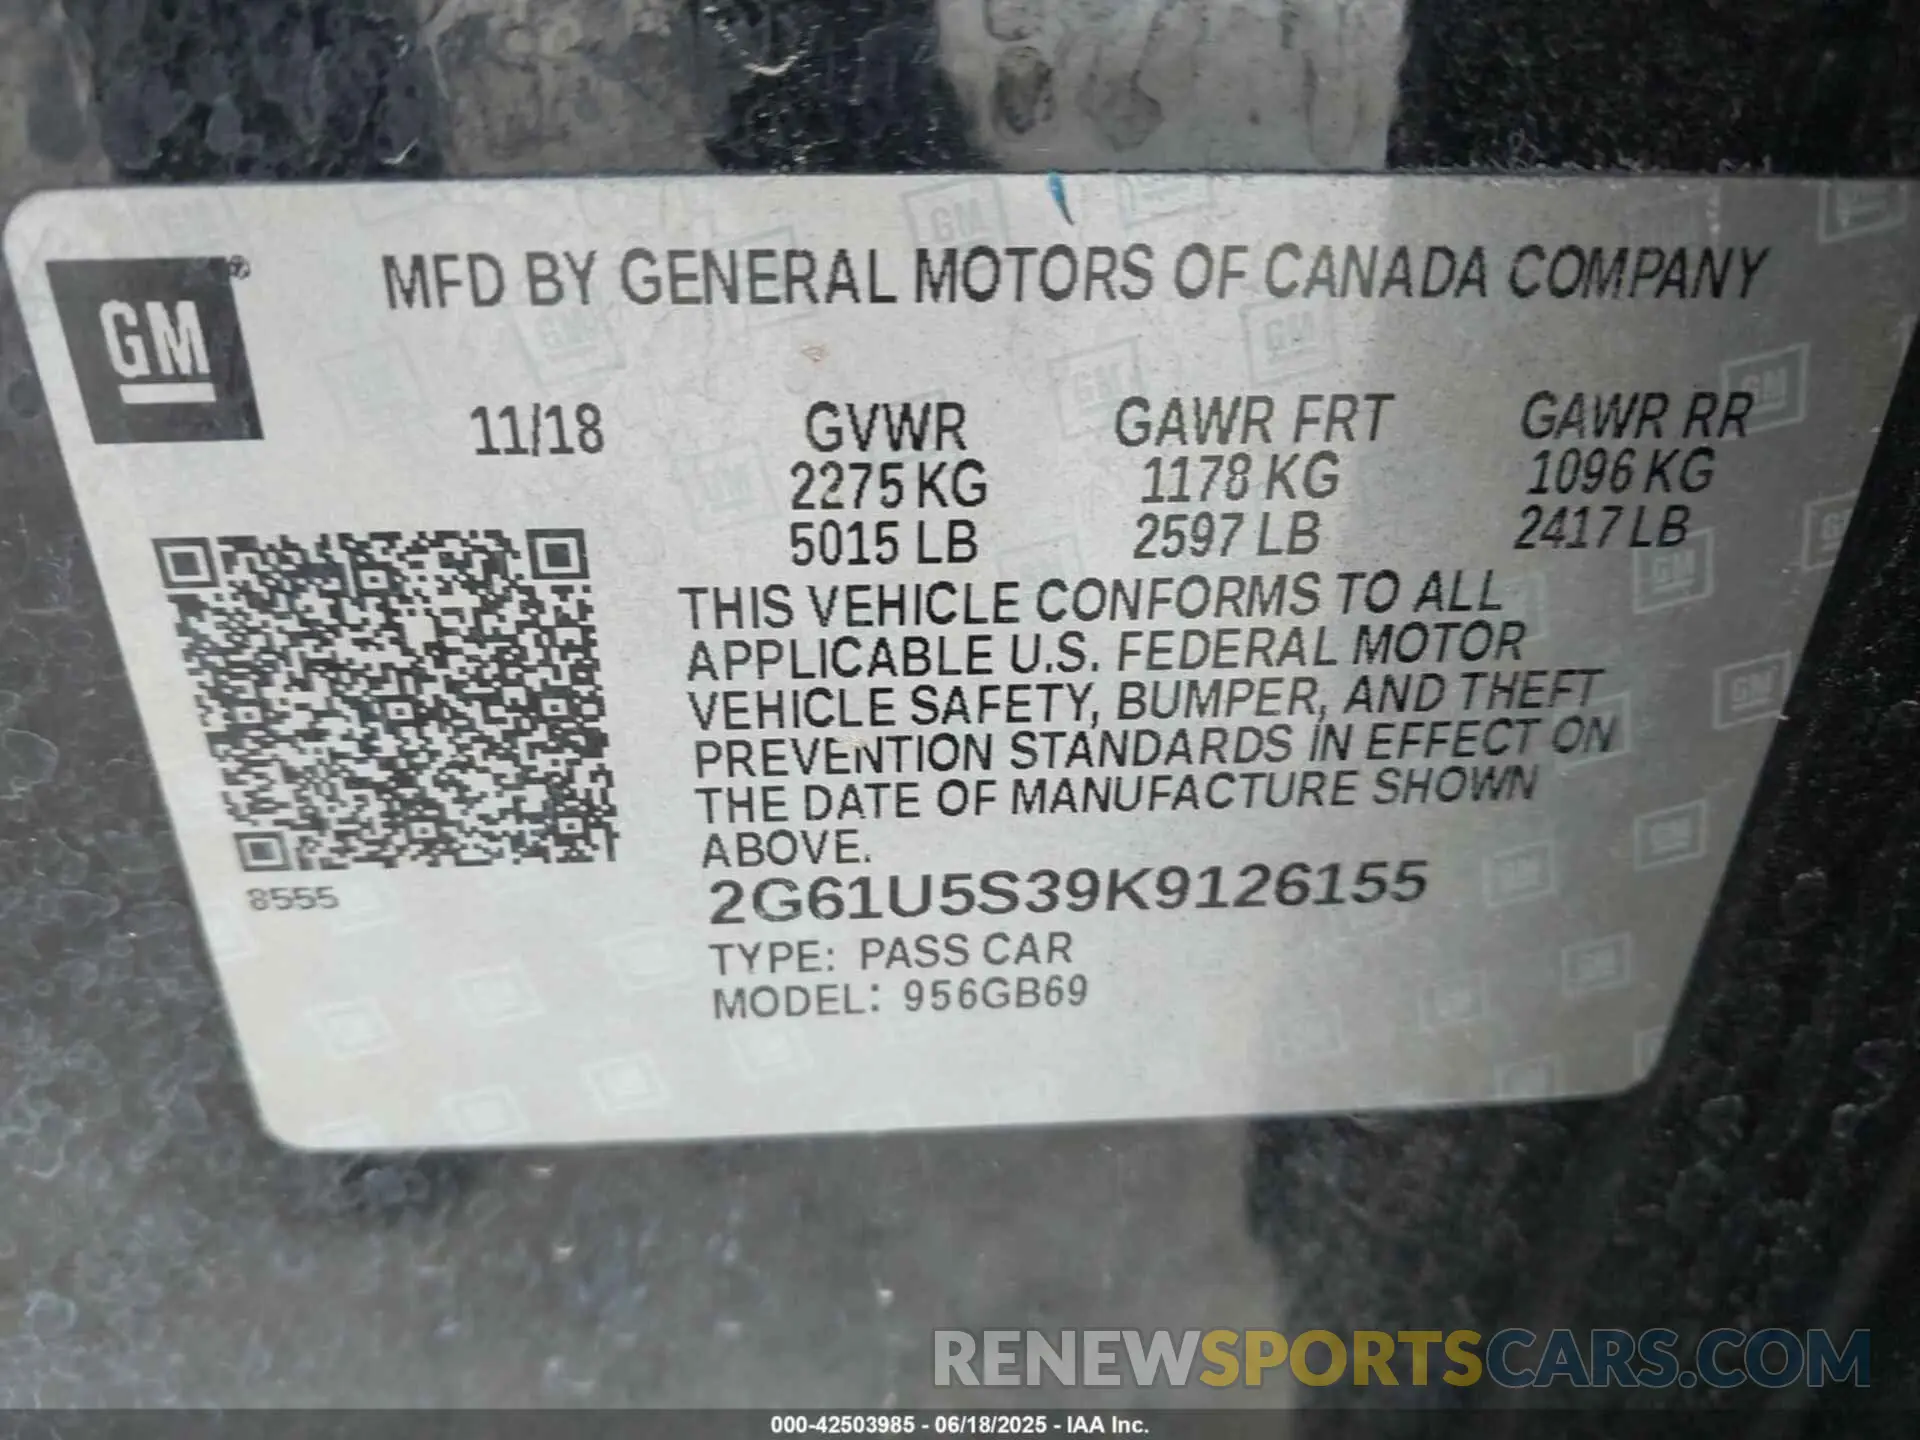 GM®
MFD BY GENERAL MOTORS OF CANADA COMPANY
11/18 GVWR GAWR FRT GAWR RR
2275 KG 1178 KG 1096 KG
5015 LB 2597 LB 2417 LB
THIS VEHICLE CONFORMS TO ALL
APPLICABLE U.S. FEDERAL MOTOR
VEHICLE SAFETY, BUMPER, AND THEFT
PREVENTION STANDARDS IN EFFECT ON
THE DATE OF MANUFACTURE SHOWN
ABOVE.
8555
2G61U5S39K9126155
TYPE: PASS CAR
MODEL: 956GB69
RENEWSPORTSCARS.COM
000-42503985 - 06/18/2025 - IAA Inc.